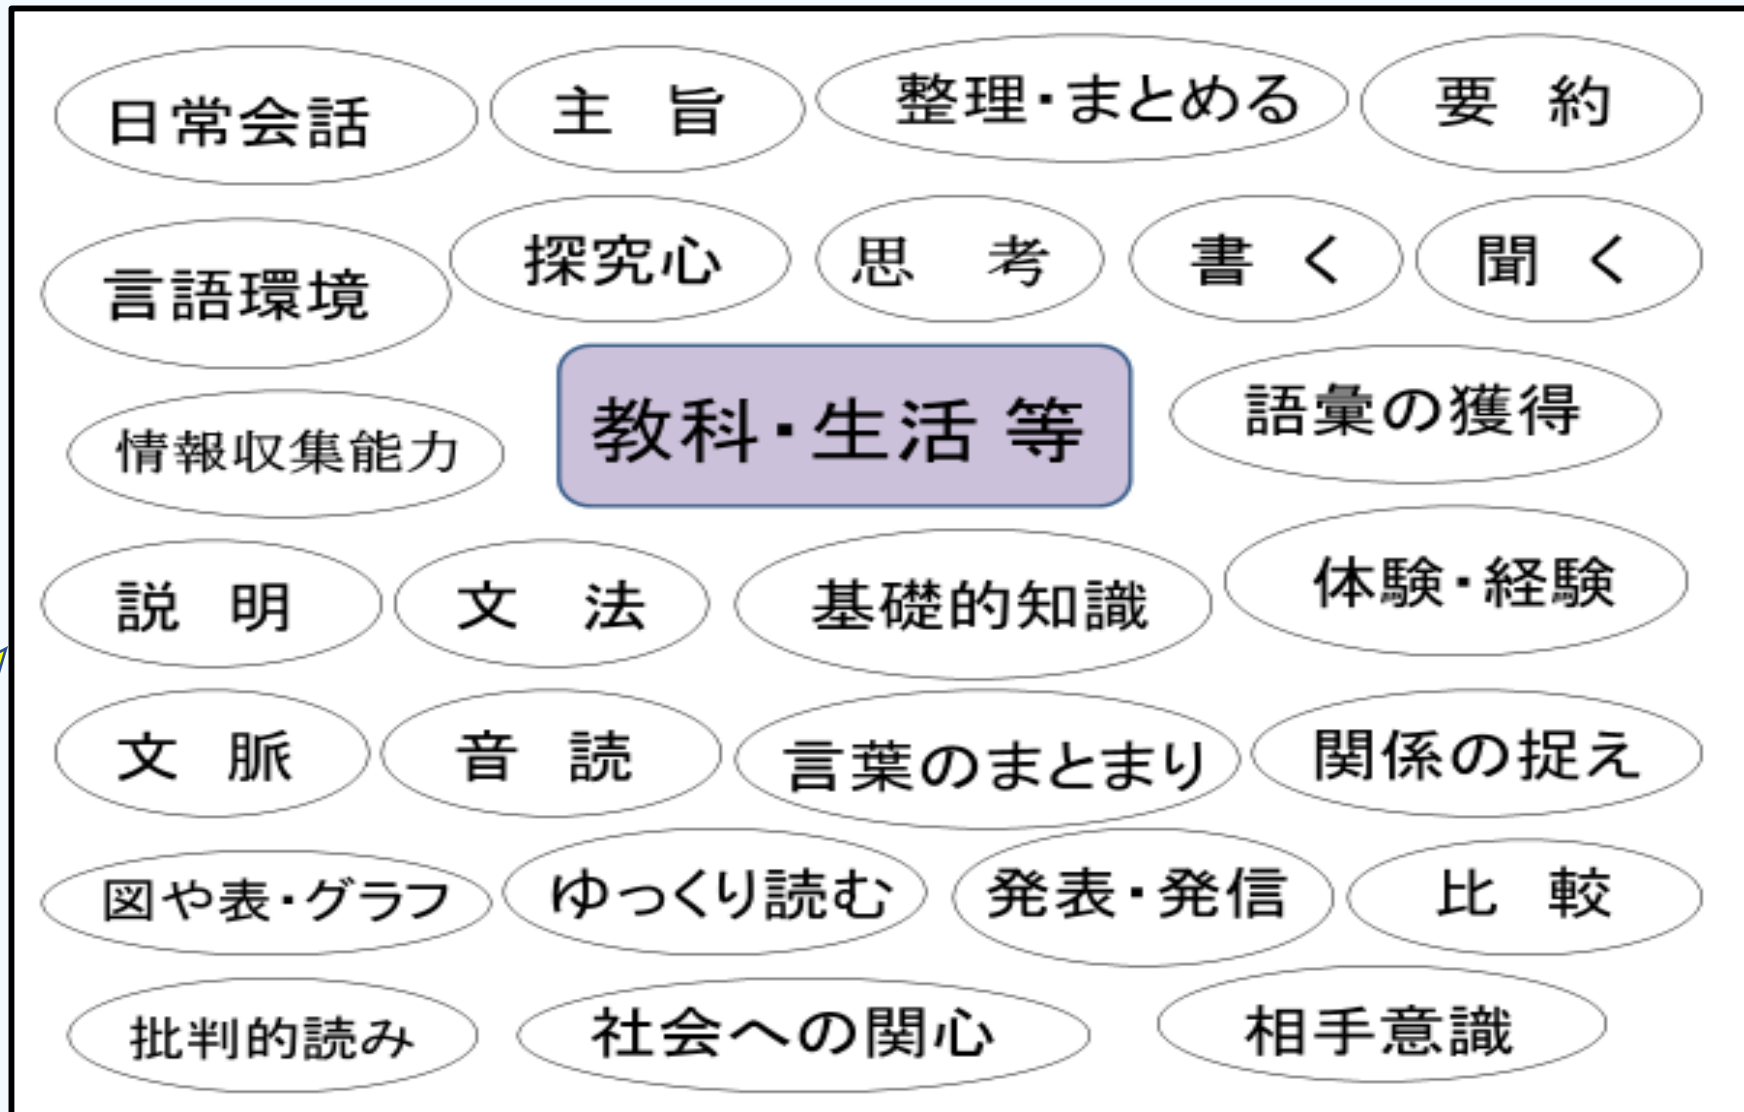 日常会話
主 旨
整理・まとめる
要 約
言語環境
探究心
思 考
書 く
聞 く
情報収集能力
教科・生活 等
語彙の獲得
説 明
文 法
基礎的知識
体験・経験
文 脈
音 読
言葉のまとまり
関係の捉え
図や表・グラフ
ゆっくり読む
発表・発信
比 較
批判的読み
社会への関心
相手意識